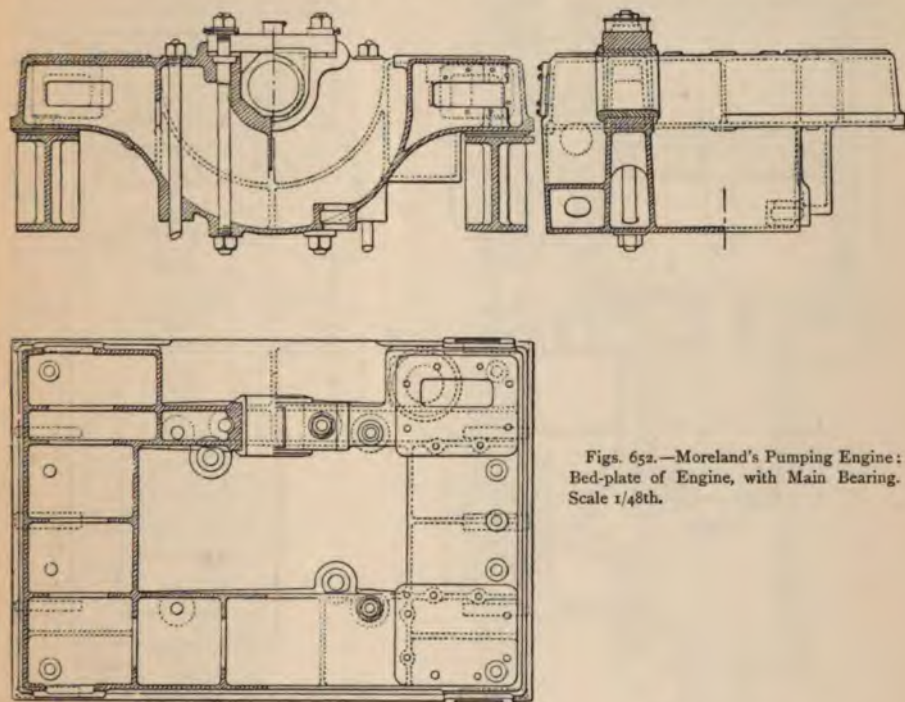 Figs. 652.—Moreland's Pumping Engine:
Bed-plate of Engine, with Main Bearing.
Scale 1/48th.